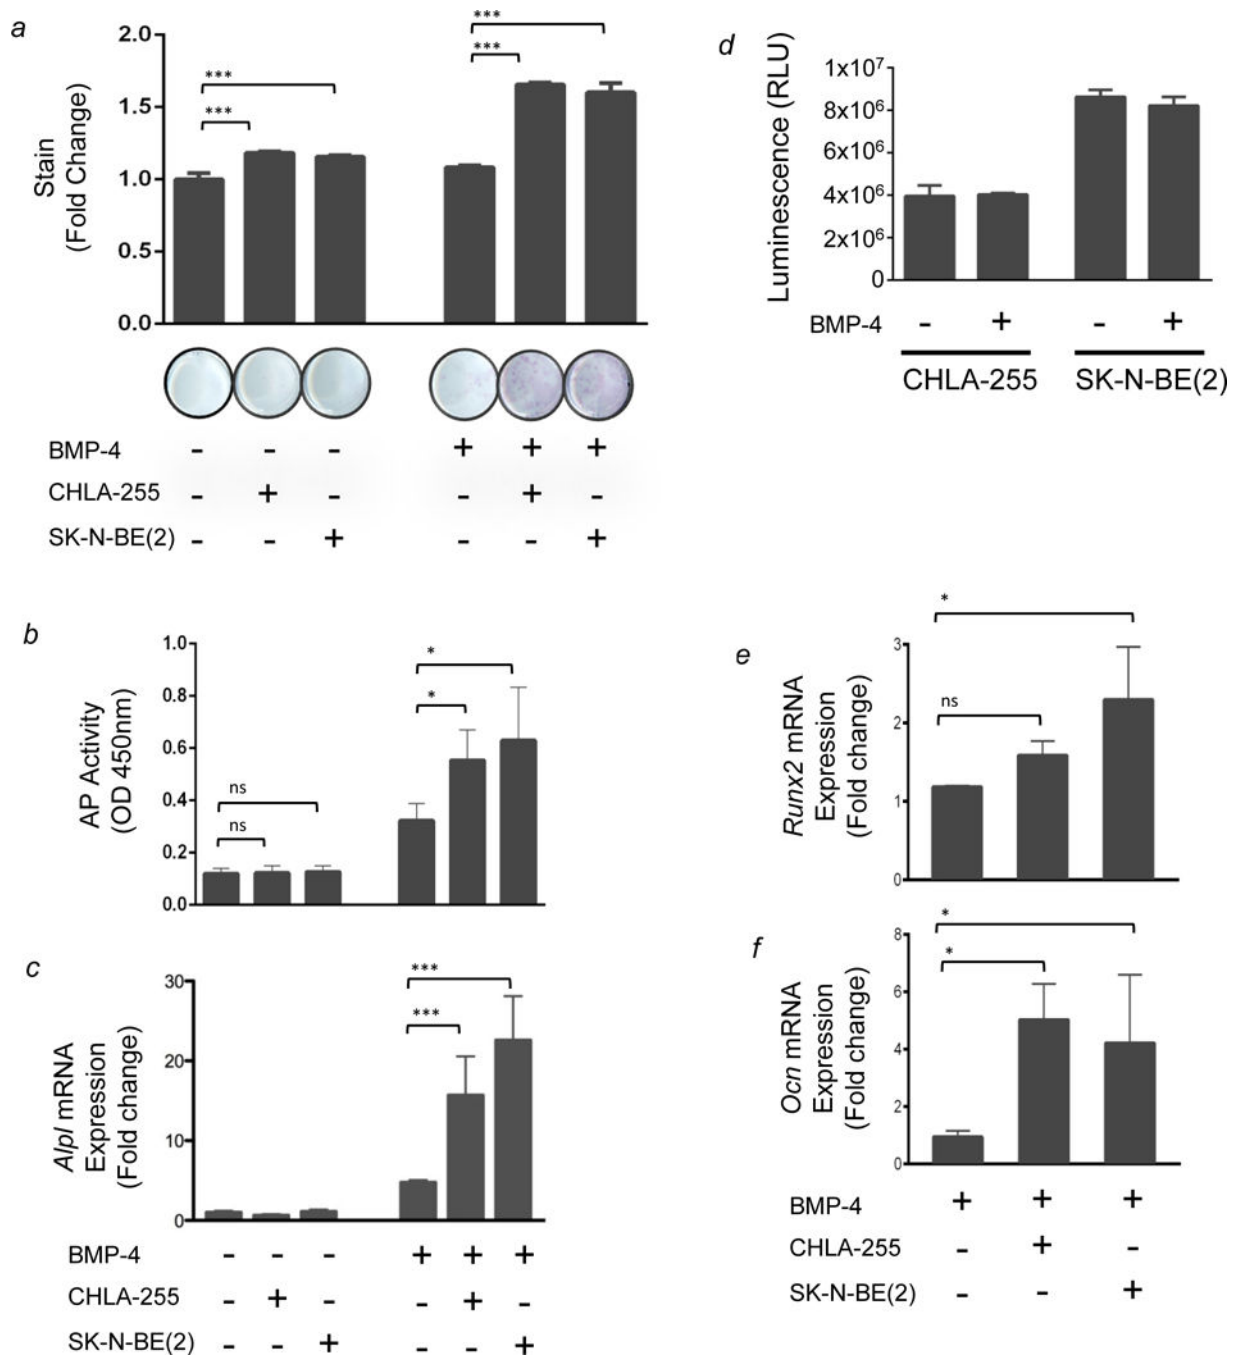 a
Stain
(Fold Change)
2.0
1.5
1.0
0.5
0.0
***
***
***
***
BMP-4 - - - + + +
CHLA-255 - + - - + -
SK-N-BE(2) - - + - - +
d
Luminescence (RLU)
1x10⁷
8x10⁶
6x10⁶
4x10⁶
2x10⁶
0
BMP-4 - + - +
CHLA-255 SK-N-BE(2)
b
AP Activity
(OD 450nm)
1.0
0.8
0.6
0.4
0.2
0.0
ns
ns
*
*
c
Alpl mRNA
Expression
(Fold change)
30
20
10
0
***
***
BMP-4 - - - + + +
CHLA-255 - + - - + -
SK-N-BE(2) - - + - - +
e
Runx2 mRNA
Expression
(Fold change)
3
2
1
0
*
ns
f
Ocn mRNA
Expression
(Fold change)
8
6
4
2
0
*
*
BMP-4 + + +
CHLA-255 - + -
SK-N-BE(2) - - +